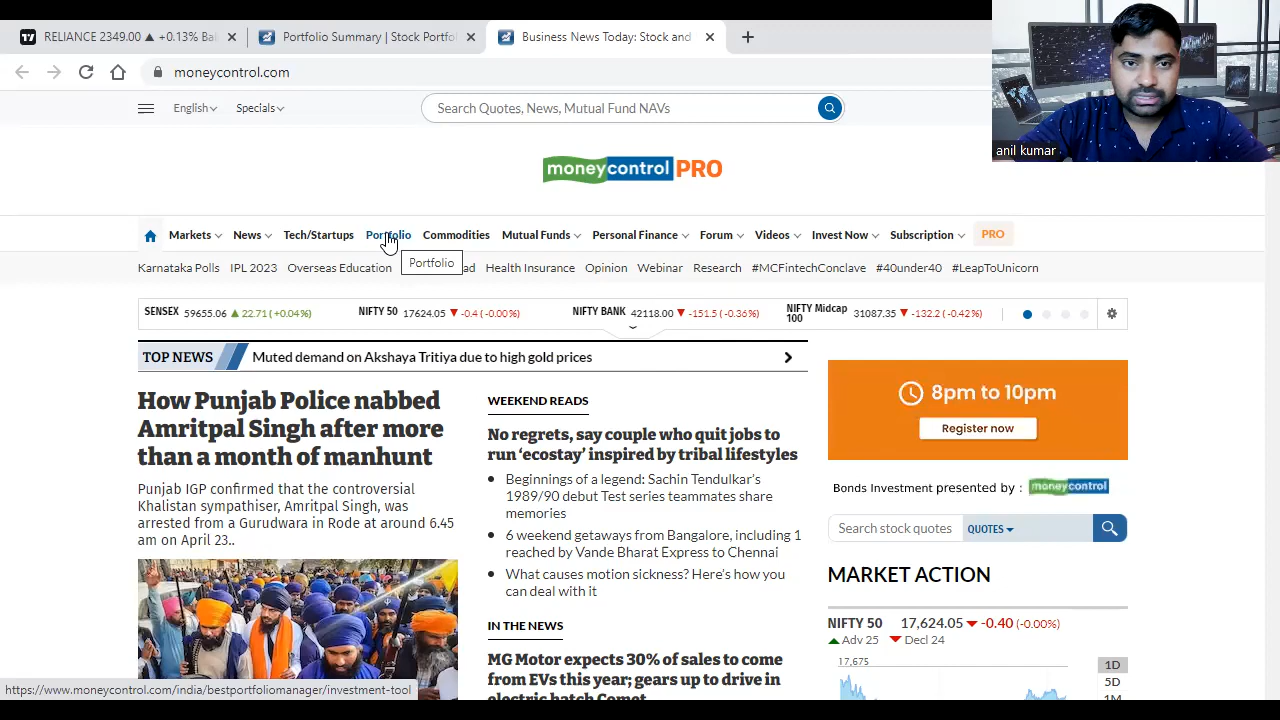 RELIANCE 2349.00 ▲ +0.13% Bal
Portfolio Summary | Stock Portfol
Business News Today: Stock and
moneycontrol.com
English
Specials
Search Quotes, News, Mutual Fund NAVs
anil kumar
moneycontrol PRO
Markets News Tech/Startups Portfolio Commodities Mutual Funds Personal Finance Forum Videos Invest Now Subscription PRO
Portfolio
Karnataka Polls IPL 2023 Overseas Education ad Health Insurance Opinion Webinar Research #MCFintechConclave #40under40 #LeapToUnicorn
SENSEX 59655.06 ▲ 22.71 ( +0.04%)
NIFTY 50 17624.05 ▼ -0.4 ( -0.00%)
NIFTY BANK 42118.00 ▼ -151.5 ( -0.36%)
NIFTY Midcap 100 31087.35 ▼ -132.2 ( -0.42%)
TOP NEWS Muted demand on Akshaya Tritiya due to high gold prices
How Punjab Police nabbed
Amritpal Singh after more
than a month of manhunt
Punjab IGP confirmed that the controversial
Khalistan sympathiser, Amritpal Singh, was
arrested from a Gurudwara in Rode at around 6.45
am on April 23..
WEEKEND READS
No regrets, say couple who quit jobs to
run ‘ecostay’ inspired by tribal lifestyles
Beginnings of a legend: Sachin Tendulkar’s
1989/90 debut Test series teammates share
memories
6 weekend getaways from Bangalore, including 1
reached by Vande Bharat Express to Chennai
What causes motion sickness? Here’s how you
can deal with it
IN THE NEWS
MG Motor expects 30% of sales to come
from EVs this year; gears up to drive in
electric hatch Comet
8pm to 10pm
Register now
Bonds Investment presented by : moneycontrol
Search stock quotes QUOTES
MARKET ACTION
NIFTY 50 17,624.05 ▼ -0.40 (-0.00%)
▲ Adv 25 ▼ Decl 24
17,675
1D
5D
1M
https://www.moneycontrol.com/india/bestportfoliomanager/investment-tool